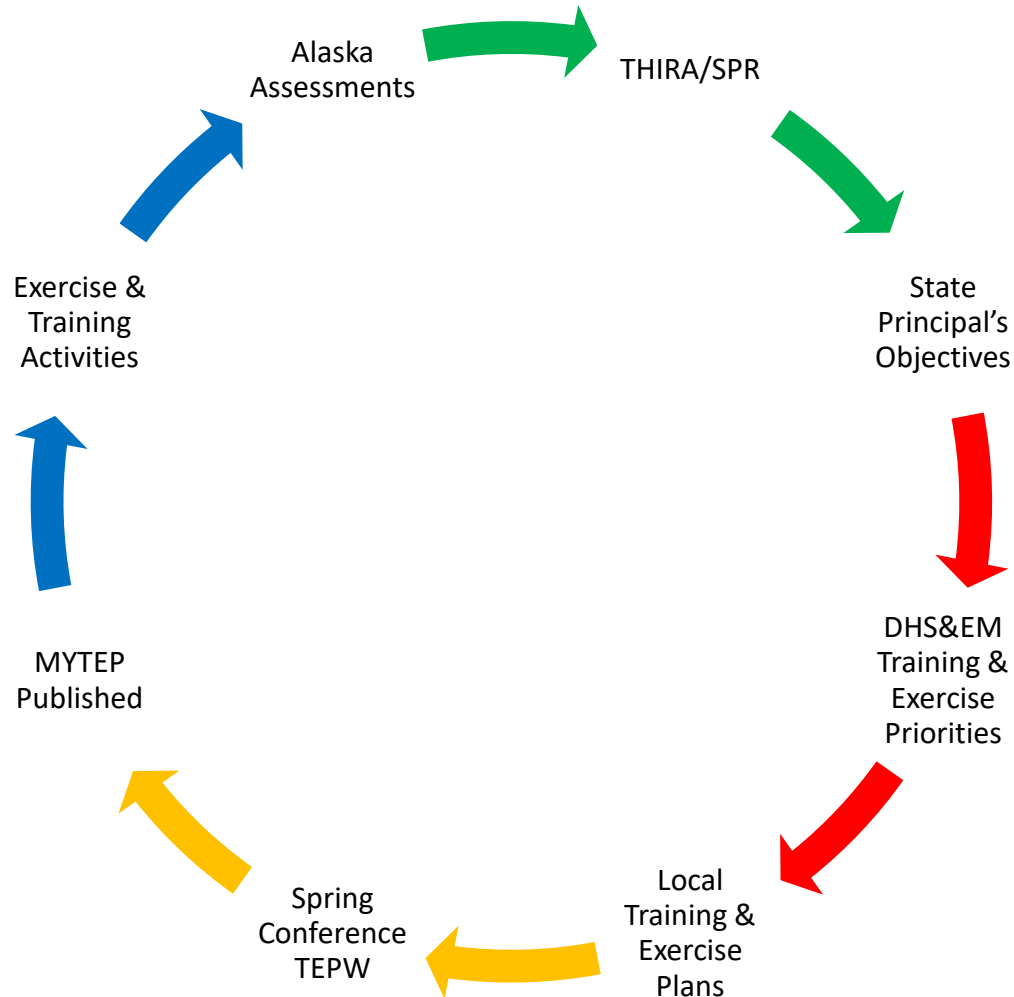 Alaska
Assessments
THIRA/SPR
State
Principal’s
Objectives
DHS&EM
Training &
Exercise
Priorities
Local
Training &
Exercise
Plans
Spring
Conference
TEPW
MYTEP
Published
Exercise &
Training
Activities